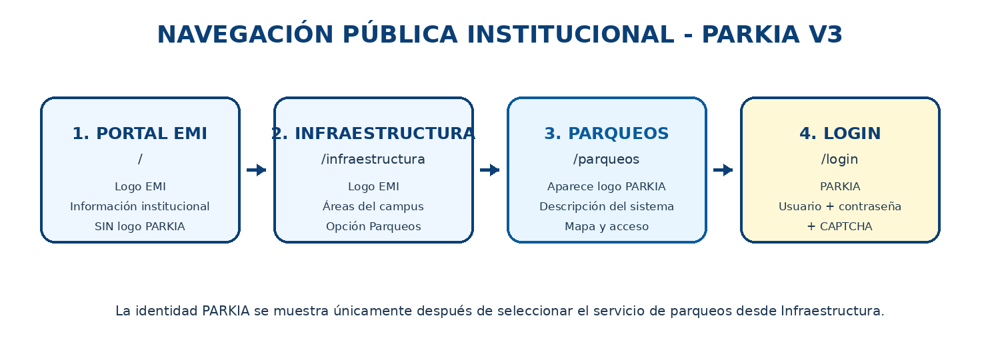 NAVEGACIÓN PÚBLICA INSTITUCIONAL - PARKIA V3
1. PORTAL EMI
/
Logo EMI
Información institucional
SIN logo PARKIA
2. INFRAESTRUCTURA
/infraestructura
Logo EMI
Áreas del campus
Opción Parqueos
3. PARQUEOS
/parqueos
Aparece logo PARKIA
Descripción del sistema
Mapa y acceso
4. LOGIN
/login
PARKIA
Usuario + contraseña
+ CAPTCHA
La identidad PARKIA se muestra únicamente después de seleccionar el servicio de parqueos desde Infraestructura.